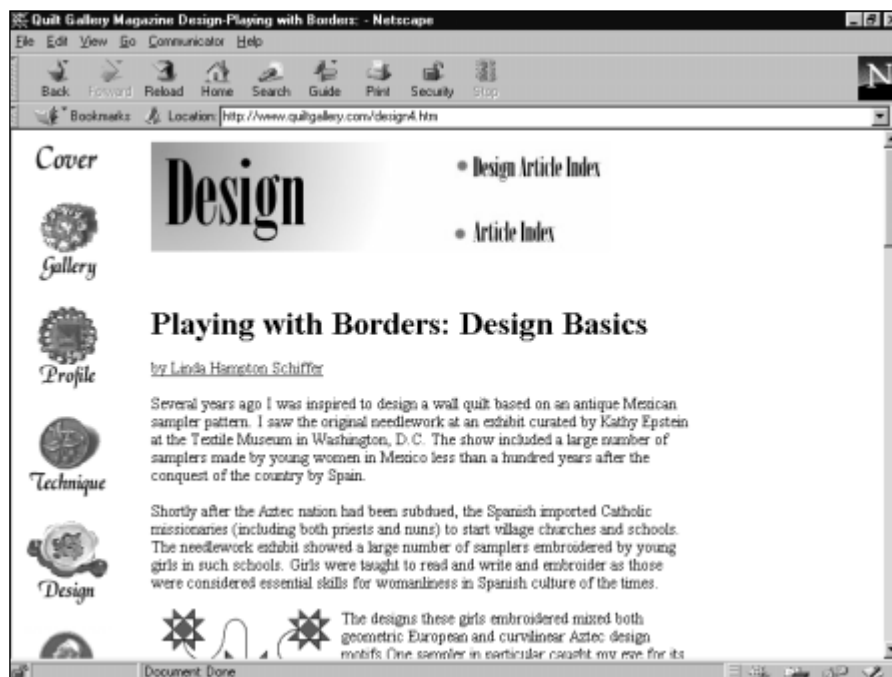 Quilt Gallery Magazine Design-Playing with Borders: - Netscape
File Edit View Go Communicator Help
Back Forward Reload Home Search Guide Print Security Stop
N
Bookmarks Location: http://www.quiltgallery.com/design4.htm
Cover
Gallery
Profile
Technique
Design
Design
Design Article Index
Article Index
Playing with Borders: Design Basics
by Linda Hampton Schiffer
Several years ago I was inspired to design a wall quilt based on an antique Mexican
sampler pattern. I saw the original needlework at an exhibit curated by Kathy Epstein
at the Textile Museum in Washington, D.C. The show included a large number of
samplers made by young women in Mexico less than a hundred years after the
conquest of the country by Spain.
Shortly after the Aztec nation had been subdued, the Spanish imported Catholic
missionaries (including both priests and nuns) to start village churches and schools.
The needlework exhibit showed a large number of samplers embroidered by young
girls in such schools. Girls were taught to read and write and embroider as those
were considered essential skills for womanliness in Spanish culture of the times.
The designs these girls embroidered mixed both
geometric European and curvilinear Aztec design
motifs. One sampler in particular caught my eye for its
Document: Done